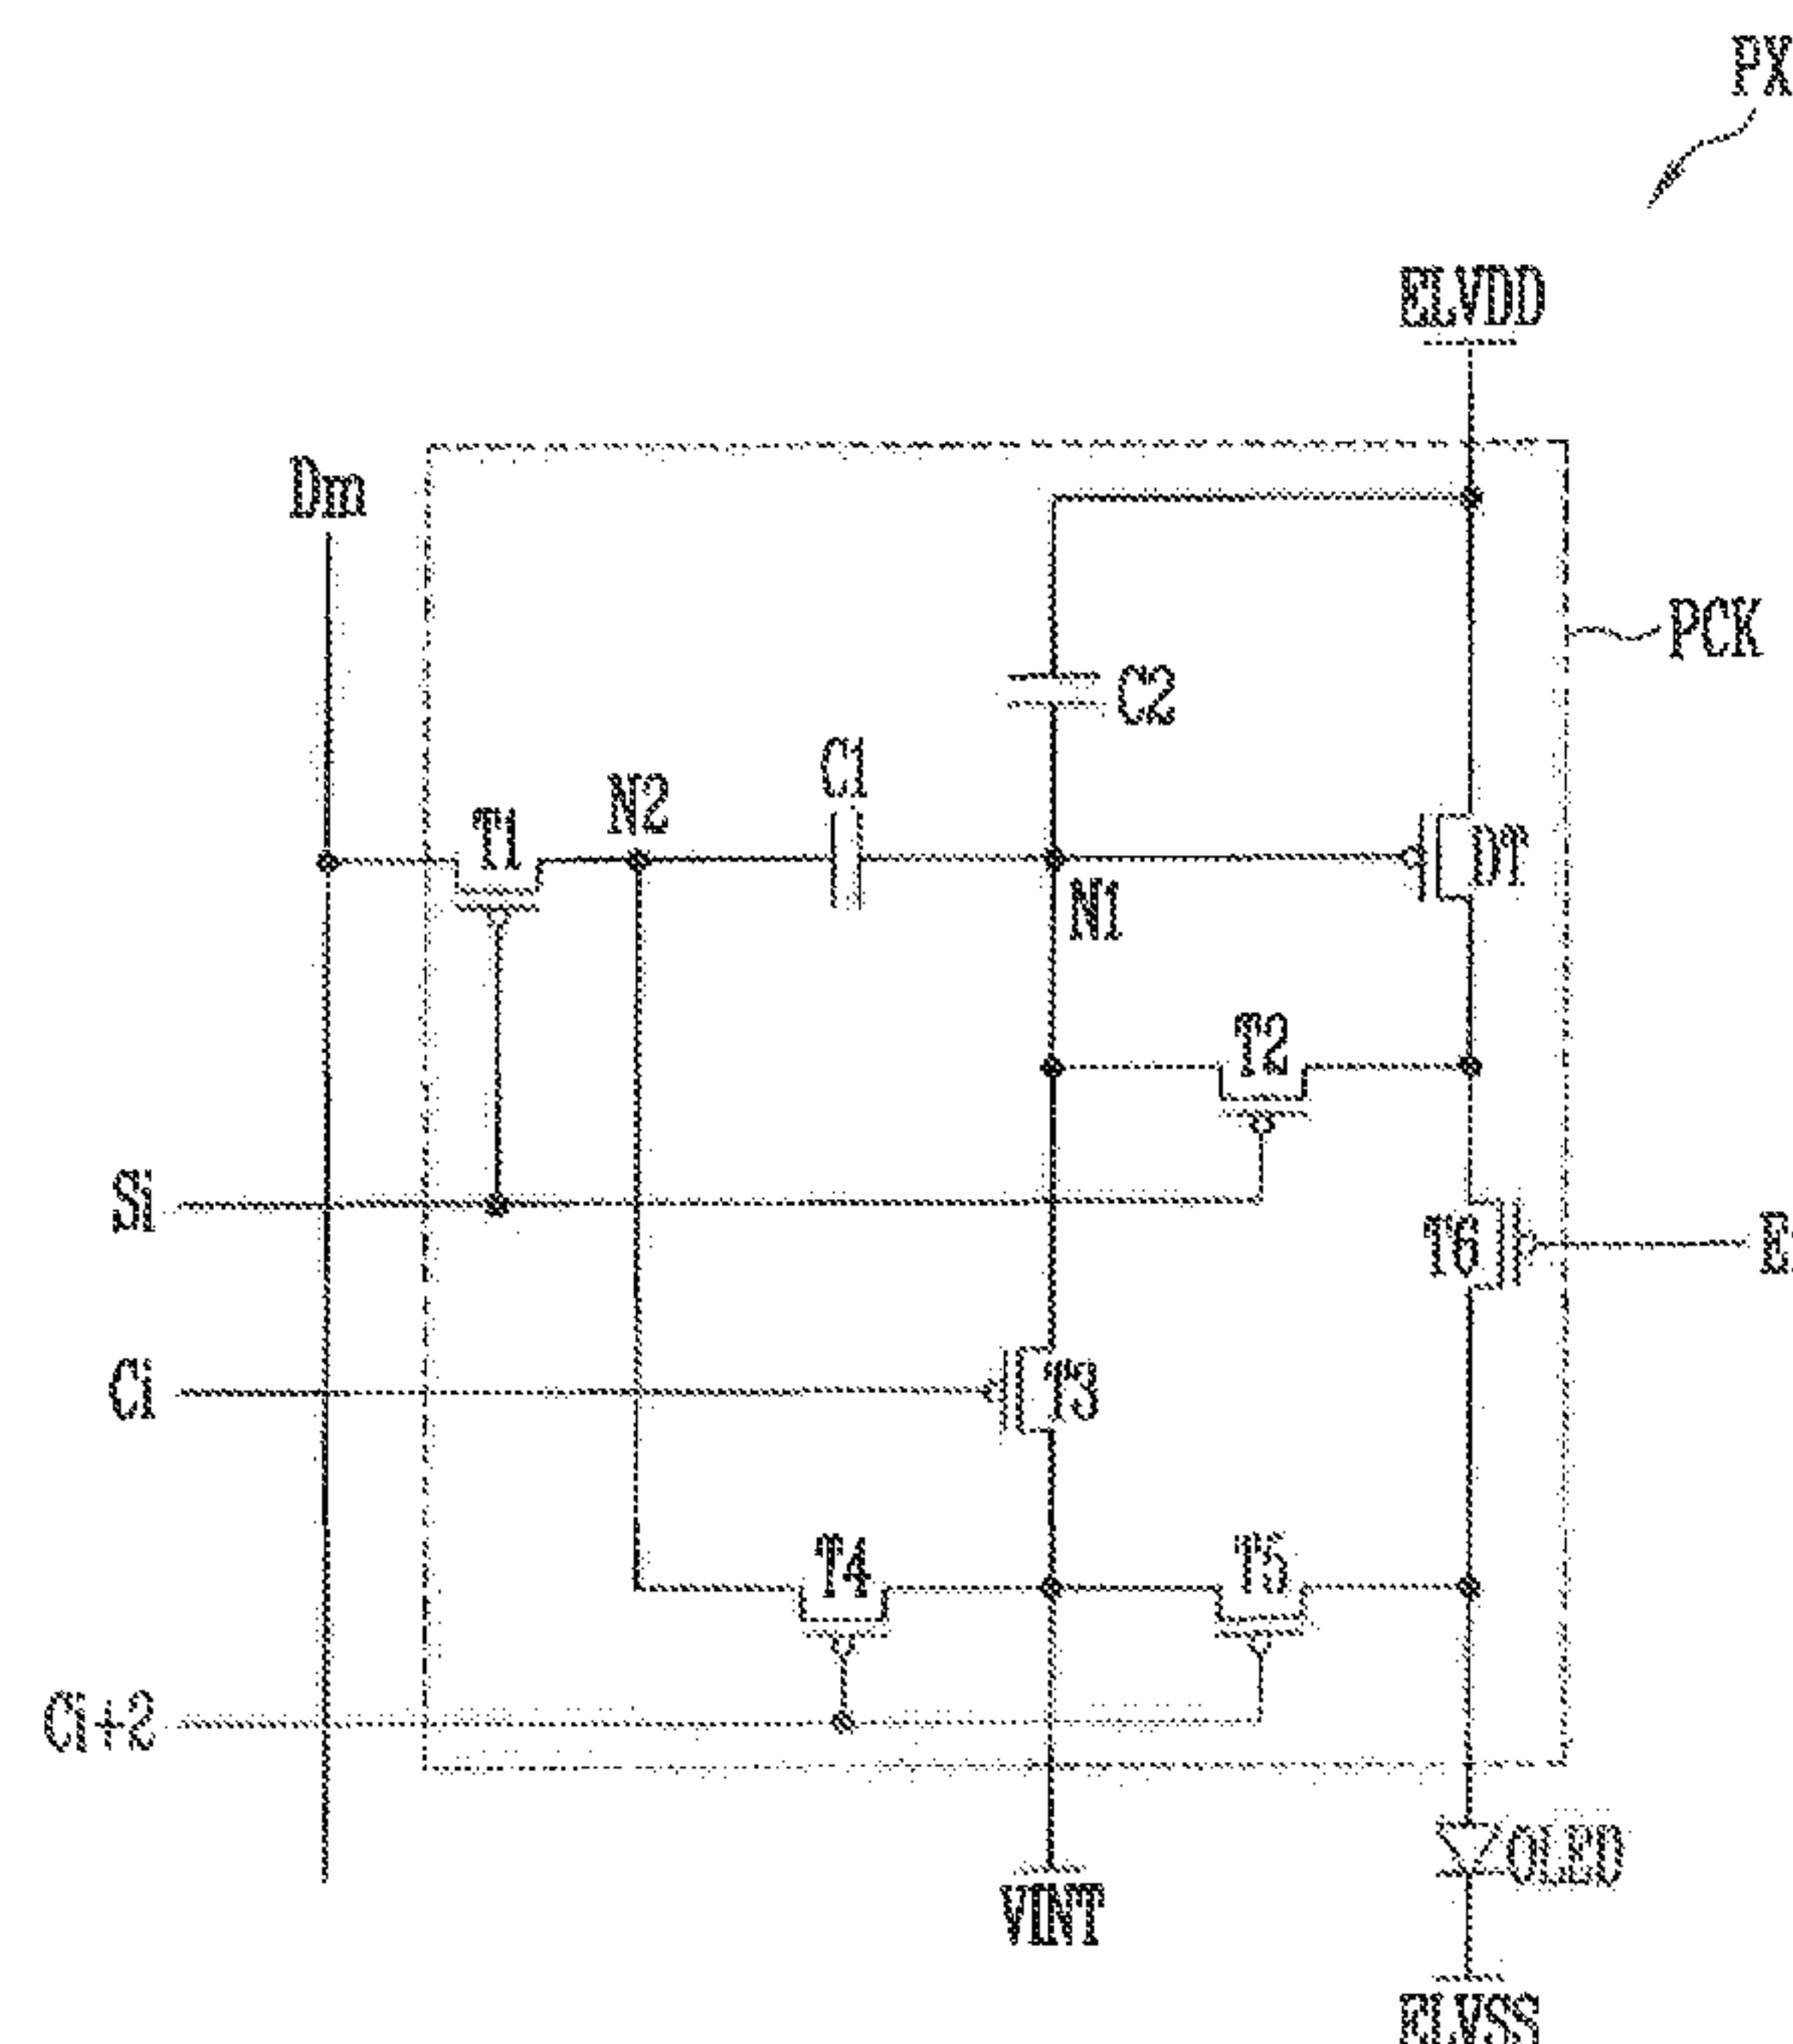 PX
ELVDD
Dm
PCK
C2
C1
N2
T1
DT
N1
T2
Si
T6
Ci
T3
T4
T5
Ci+2
OLED
VINT
ELVSS